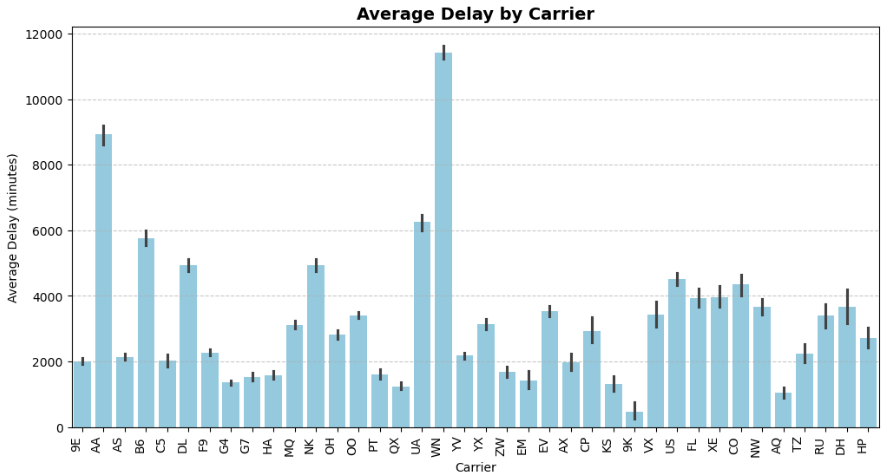 Average Delay by Carrier
12000
10000
8000
6000
4000
2000
0
Average Delay (minutes)
9E AA AS B6 C5 DL F9 G4 G7 HA MQ NK OH OO PT QX UA WN YV YX ZW EM EV AX CP KS 9K VX US FL XE CO NW AQ TZ RU DH HP
Carrier